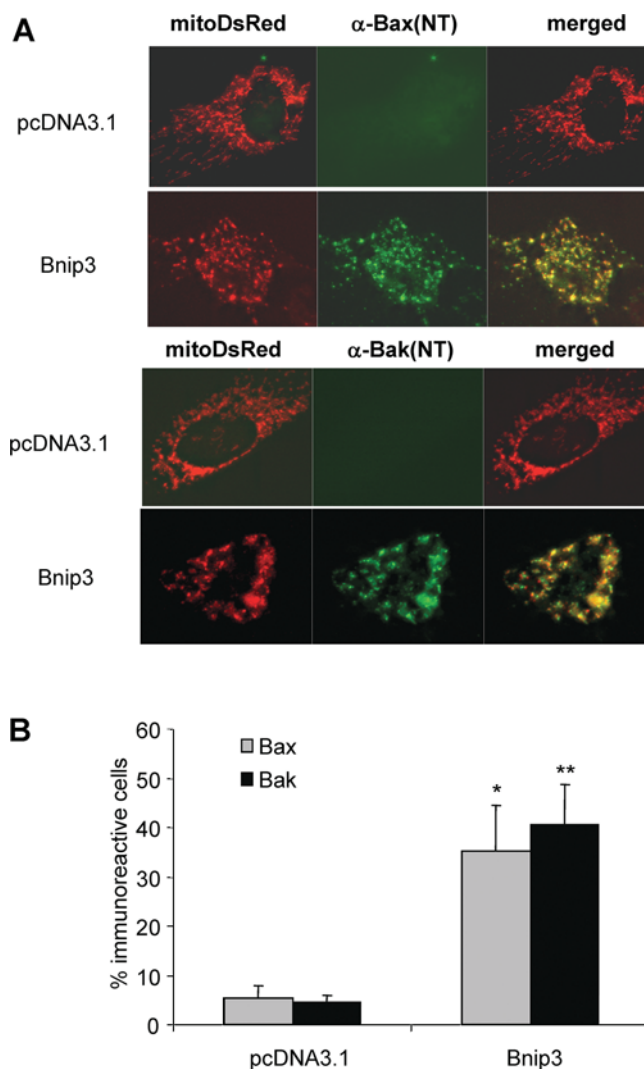 A
mitoDsRed α-Bax(NT) merged
pcDNA3.1
Bnip3
mitoDsRed α-Bak(NT) merged
pcDNA3.1
Bnip3
B
60
50
40
30
20
10
0
% immunoreactive cells
Bax
Bak
*
**
pcDNA3.1 Bnip3